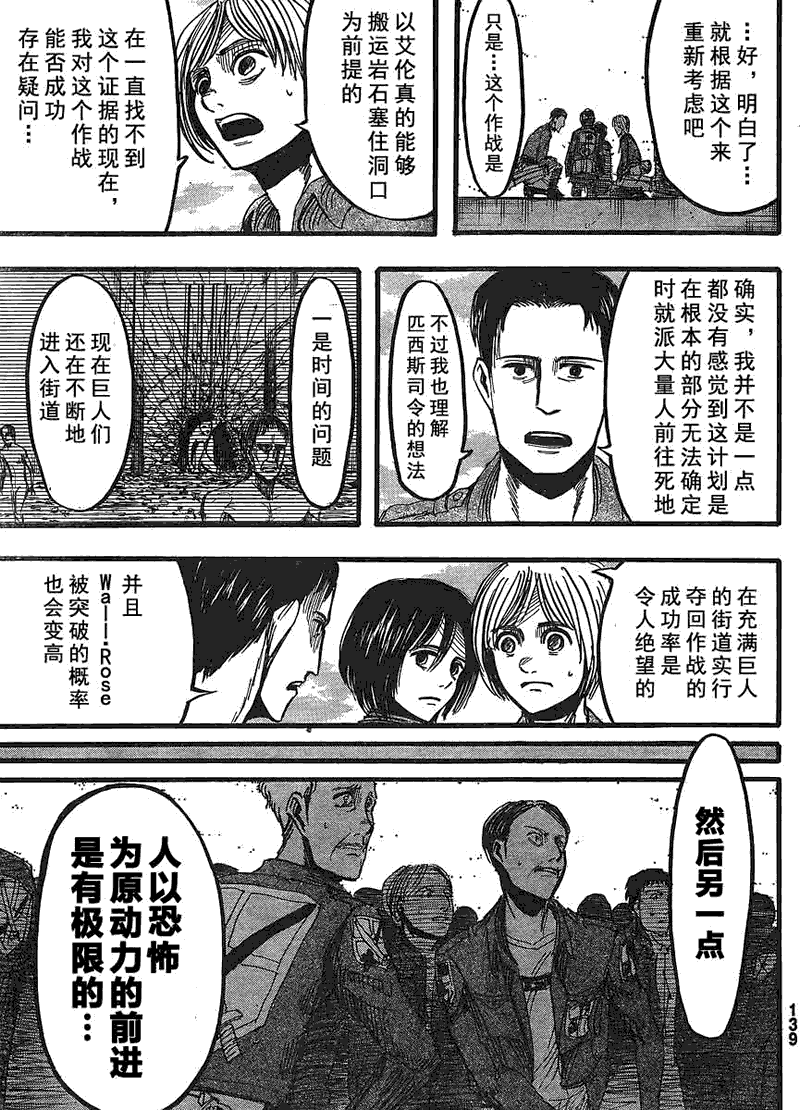 …好，明白了…
就根据这个来
重新考虑吧
只是…这个作战是
以艾伦真的能够
搬运岩石塞住洞口
为前提的
在一直找不到
这个证据的现在，
我对这个作战
能否成功
存在疑问…
确实，我并不是一点
都没有感觉到这计划是
在根本的部分无法确定
时就派大量人前往死地
不过我也理解
匹西斯司令的想法
一是时间的问题
现在巨人们
还在不断地
进入街道
在充满巨人
的街道实行
夺回作战的
成功率是
令人绝望的
并且
Wall·Rose
被突破的概率
也会变高
然后另一点
人以恐怖
为原动力的前进
是有极限的…
139